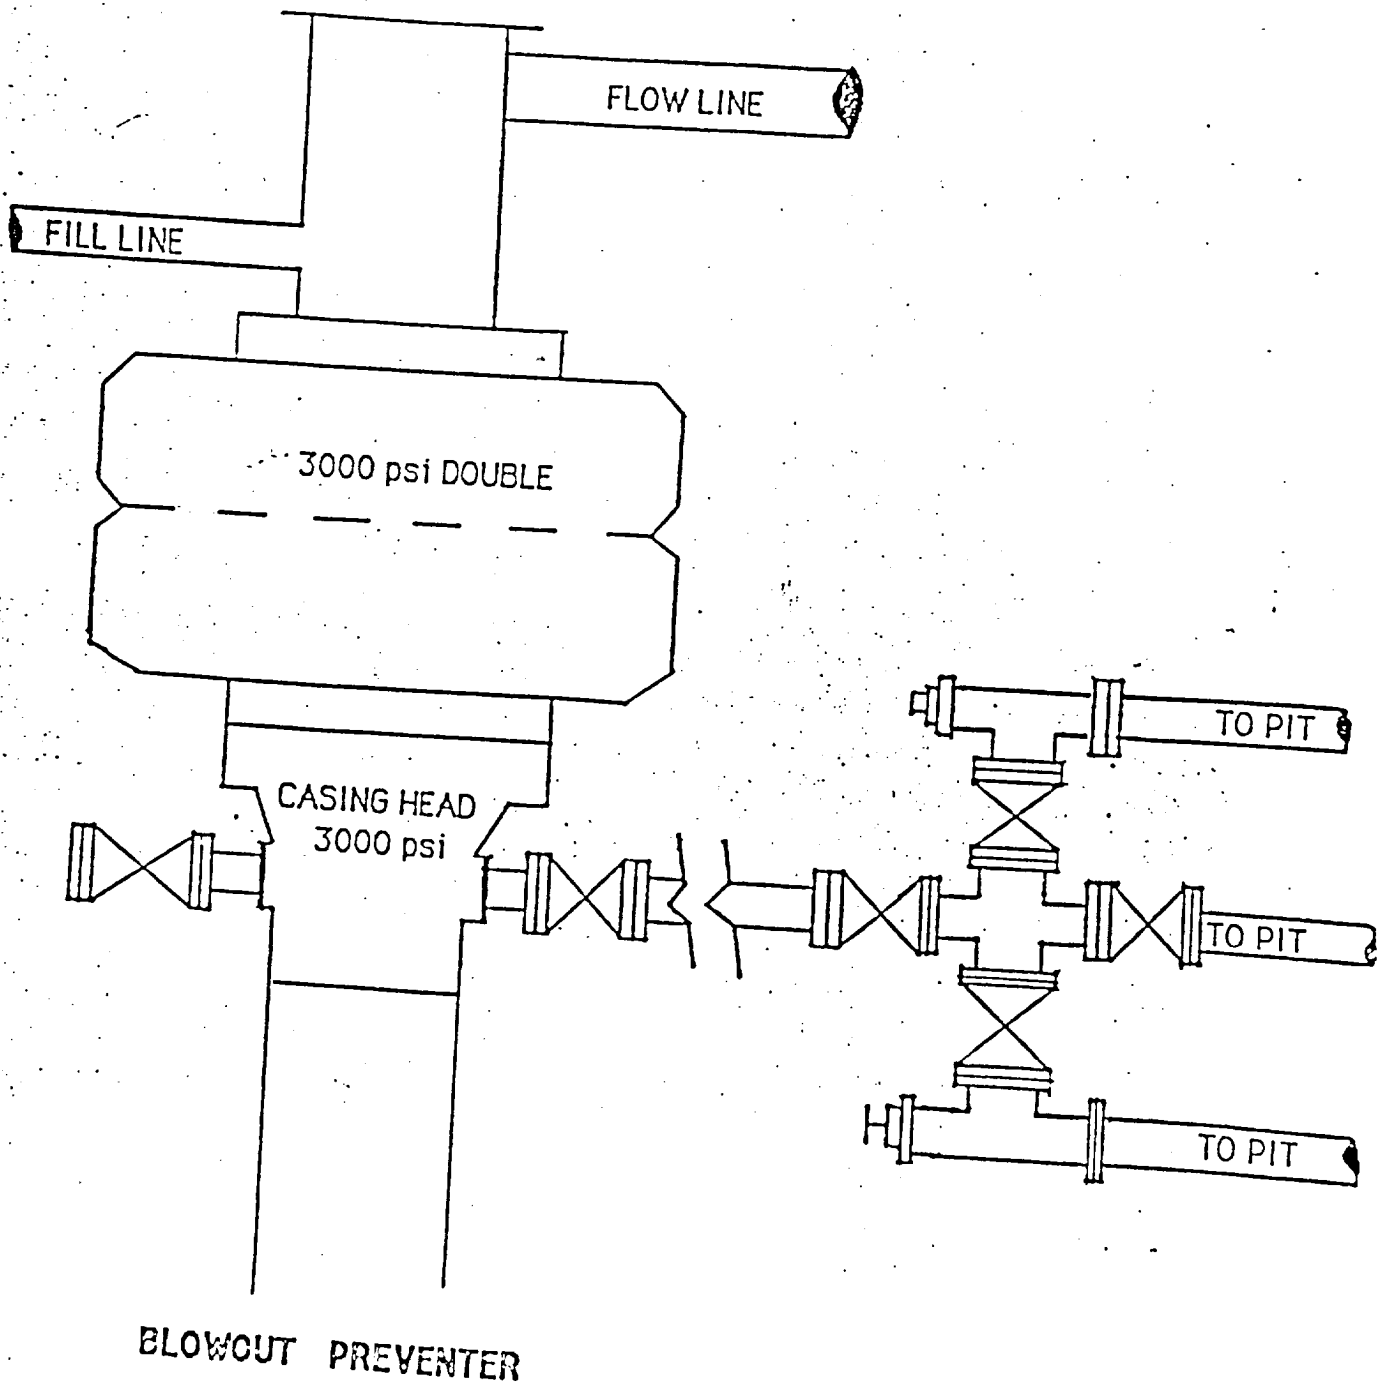 FLOW LINE
FILL LINE
3000 psi DOUBLE
TO PIT
CASING HEAD
3000 psi
TO PIT
TO PIT
BLOWOUT PREVENTER